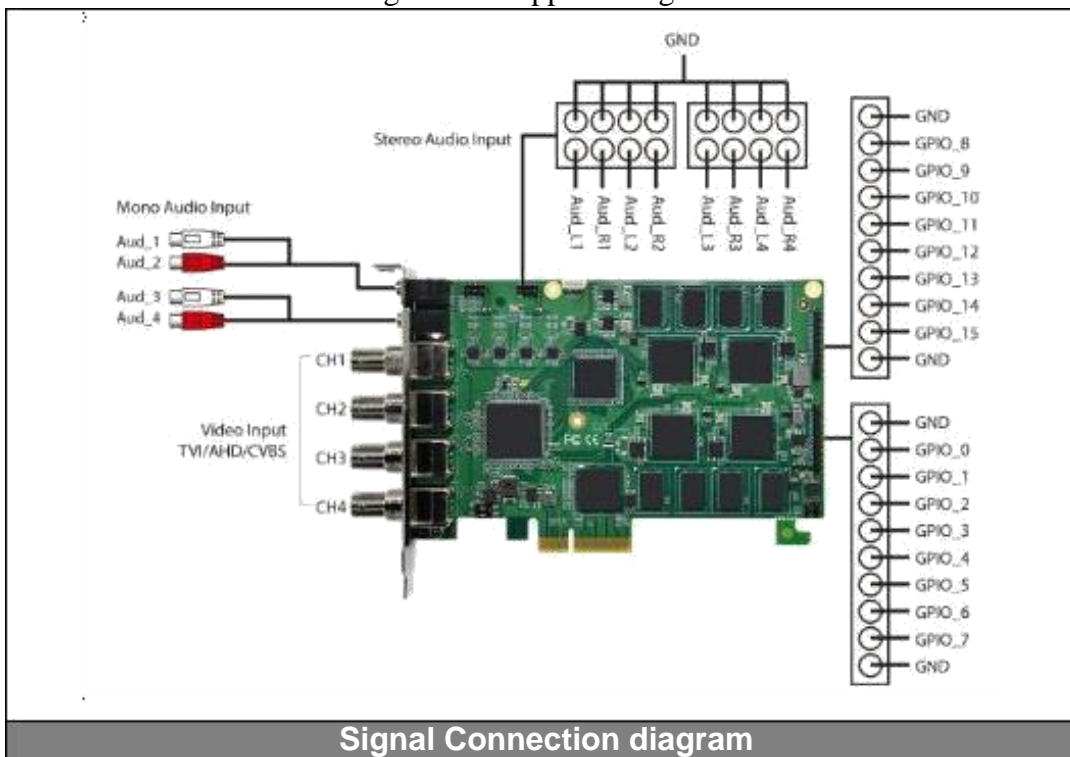 GND
Stereo Audio Input
Aud_L1
Aud_R1
Aud_L2
Aud_R2
Aud_L3
Aud_R3
Aud_L4
Aud_R4
Mono Audio Input
Aud_1
Aud_2
Aud_3
Aud_4
CH1
CH2
CH3
CH4
Video Input
TVI/AHD/CVBS
FC CE
GND
GPIO_8
GPIO_9
GPIO_10
GPIO_11
GPIO_12
GPIO_13
GPIO_14
GPIO_15
GND
GND
GPIO_0
GPIO_1
GPIO_2
GPIO_3
GPIO_4
GPIO_5
GPIO_6
GPIO_7
GND
Signal Connection diagram